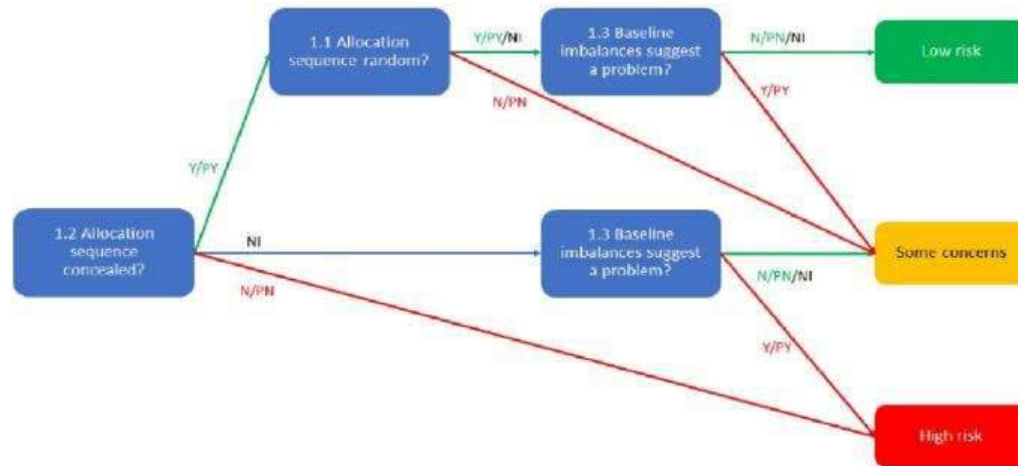 1.1 Allocation
sequence random?
Y/PY/NI
1.3 Baseline
imbalances suggest
a problem?
N/PN/NI
Low risk
N/PN
Y/PY
Y/PY
1.2 Allocation
sequence
concealed?
NI
1.3 Baseline
imbalances suggest
a problem?
N/PN/NI
Some concerns
N/PN
Y/PY
High risk